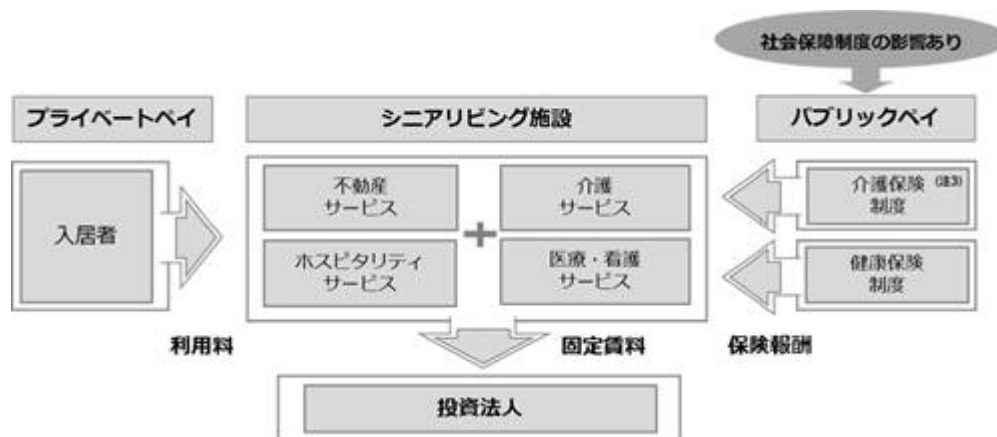 社会保障制度の影響あり
プライベートペイ
シニアリビング施設
パブリックペイ
入居者
不動産
サービス
介護
サービス
ホスピタリティ
サービス
医療・看護
サービス
介護保険 (注3)
制度
健康保険
制度
利用料
固定賃料
保険報酬
投資法人